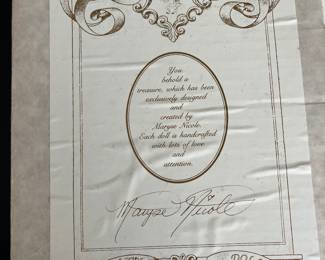 You
behold a
treasure, which has been
exclusively designed
and
created by
Maryse Nicole.
Each doll is handcrafted
with lots of love
and
attention.
Maryse Nicole